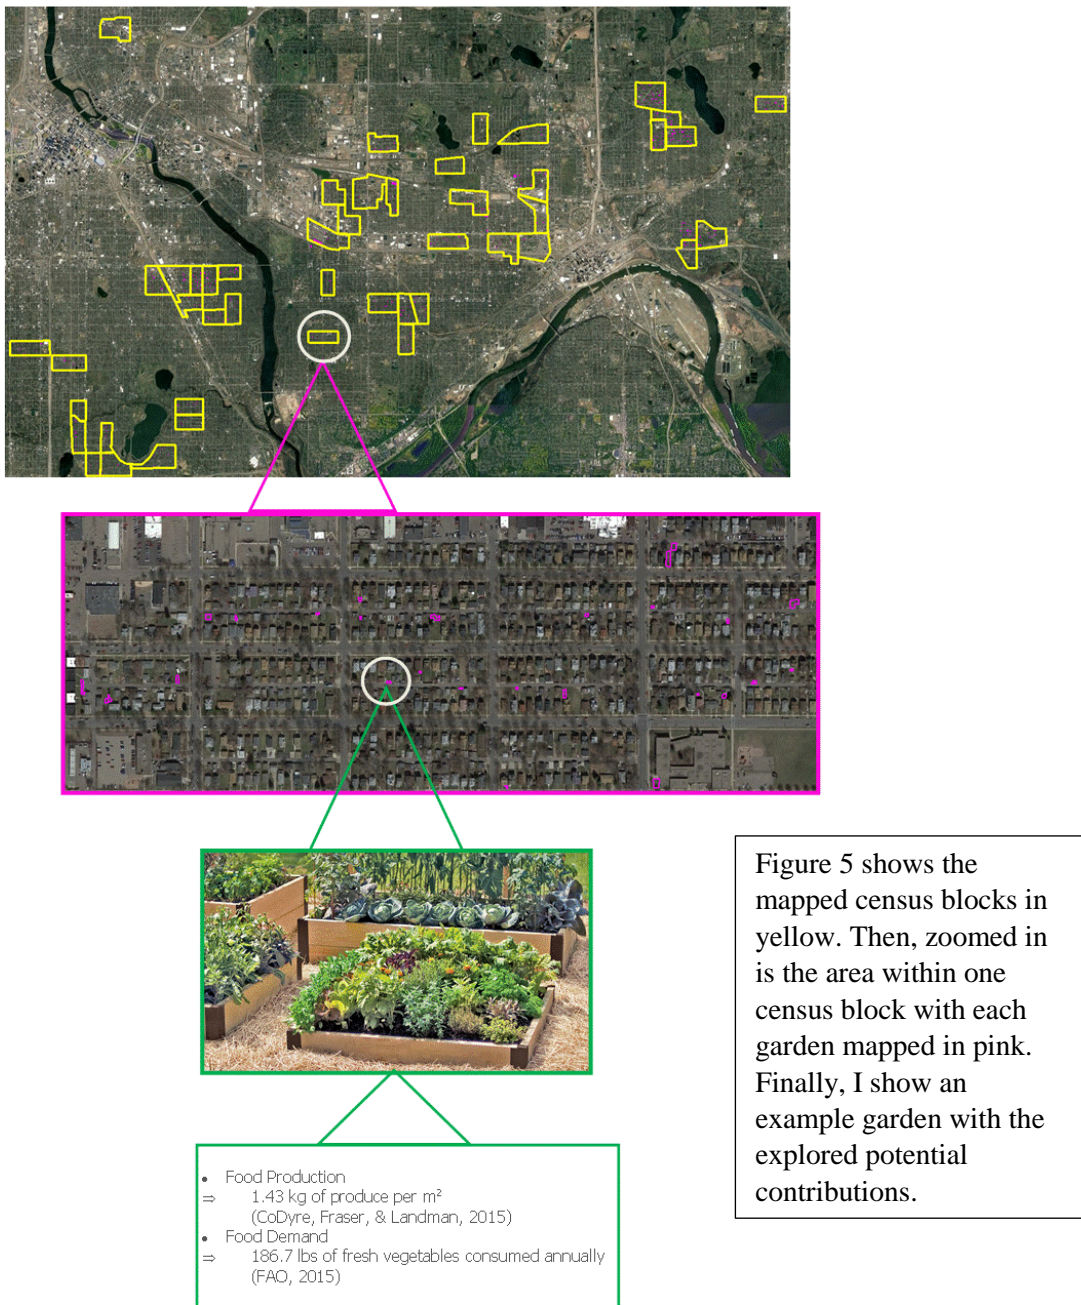 Figure 5 shows the
mapped census blocks in
yellow. Then, zoomed in
is the area within one
census block with each
garden mapped in pink.
Finally, I show an
example garden with the
explored potential
contributions.
• Food Production
⇒ 1.43 kg of produce per m²
(CoDyre, Fraser, & Landman, 2015)
• Food Demand
⇒ 186.7 lbs of fresh vegetables consumed annually
(FAO, 2015)